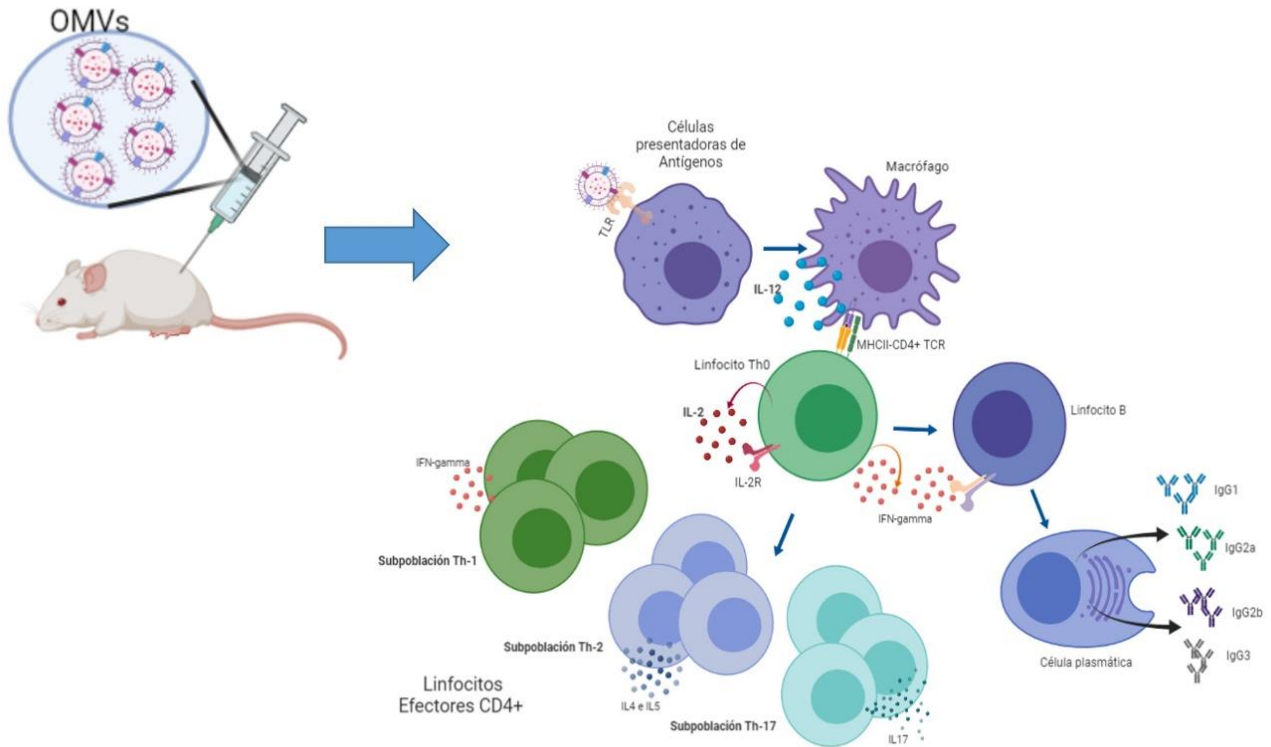 OMVs
Células
presentadoras de
Antígenos
Macrófago
TLR
IL-12
MHCII-CD4+ TCR
Linfocito Th0
IL-2
Linfocito B
IFN-gamma
IL-2R
IFN-gamma
IgG1
Subpoblación Th-1
IgG2a
IgG2b
Subpoblación Th-2
IgG3
Célula plasmática
Linfocitos
Efectores CD4+
IL4 e IL5
Subpoblación Th-17
IL17